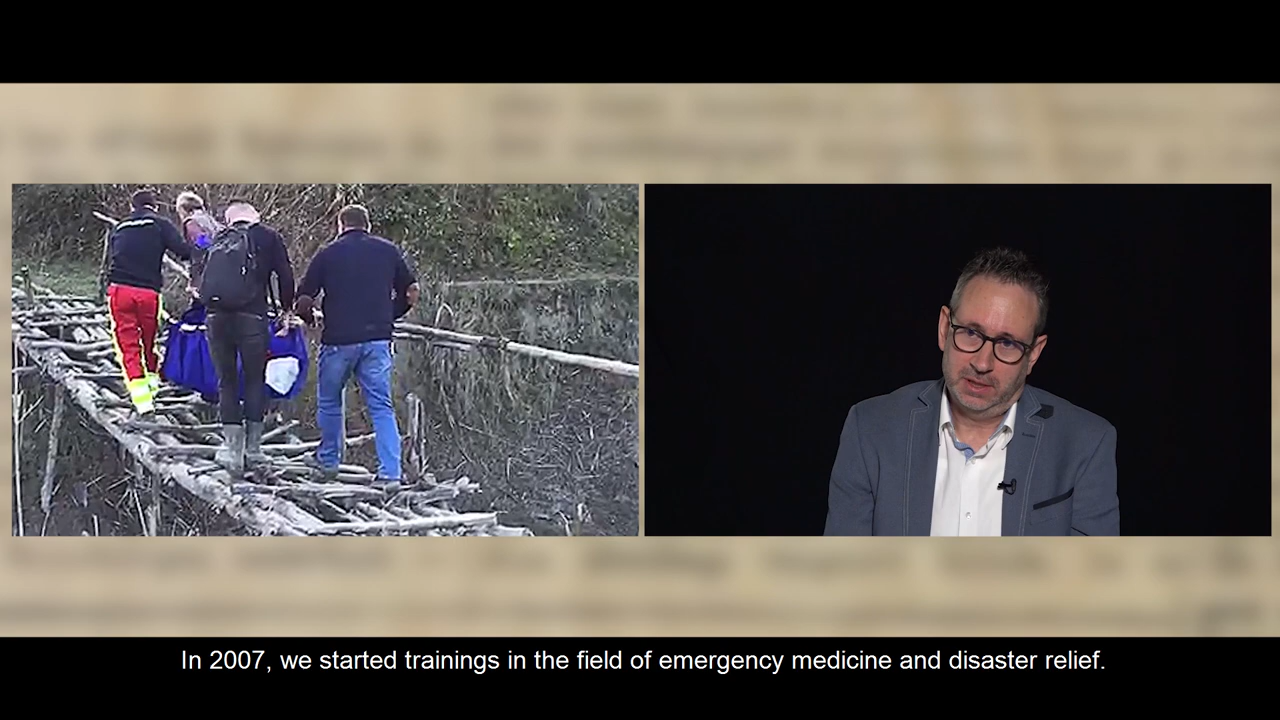 In 2007, we started trainings in the field of emergency medicine and disaster relief.